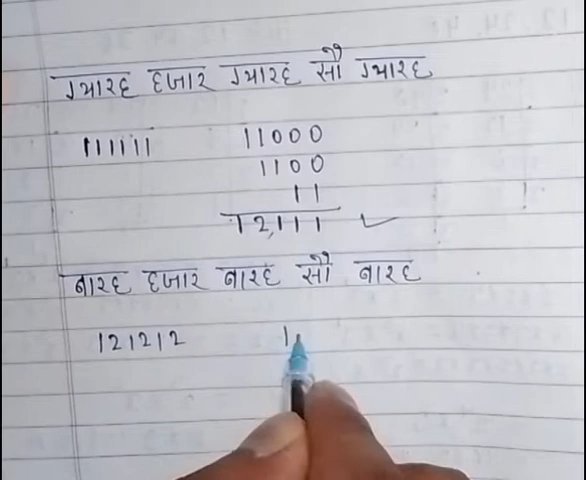 ग्यारह हजार ग्यारह सौ ग्यारह
111111 11000
1100
11
12,111 ✓
बारह हजार बारह सौ बारह
121212 1